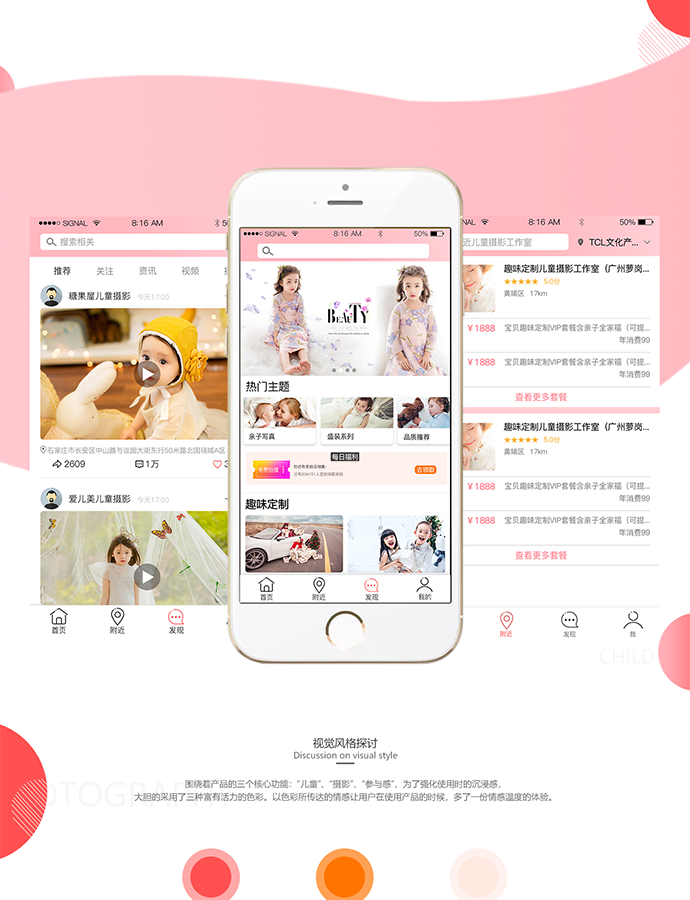 ●●●●○ SIGNAL 8:16 AM
搜索相关
推荐 关注 资讯 视频
糖果屋儿童摄影 今天17:00
石家庄市长安区中山路与谈固大街东行50米路北国瑞城A区
2609 1万 3
爱儿美儿童摄影 今天17:00
首页 附近 发现
●●●●○ SIGNAL 8:16 AM 50%
BEAUTY
热门主题
亲子写真 盛装系列 品质推荐
每日福利
免费拍摄
去领取
趣味定制
首页 附近 发现 我的
NAL 8:16 AM 50%
近儿童摄影工作室 TCL文化产...
趣味定制儿童摄影工作室（广州萝岗...
5.0分
黄埔区 17km
¥1888 宝贝趣味定制VIP套餐含亲子全家福（可提...
年消费99
¥1888 宝贝趣味定制VIP套餐含亲子全家福（可提...
年消费99
查看更多套餐
趣味定制儿童摄影工作室（广州萝岗...
5.0分
黄埔区 17km
¥1888 宝贝趣味定制VIP套餐含亲子全家福（可提...
年消费99
¥1888 宝贝趣味定制VIP套餐含亲子全家福（可提...
年消费99
查看更多套餐
附近 发现 我
CHILD
视觉风格探讨
Discussion on visual style
围绕着产品的三个核心功能：“儿童”、“摄影”、“参与感”，为了强化使用时的沉浸感，
大胆的采用了三种富有活力的色彩。以色彩所传达的情感让用户在使用产品的时候，多了一份情感温度的体验。
OTOGRA